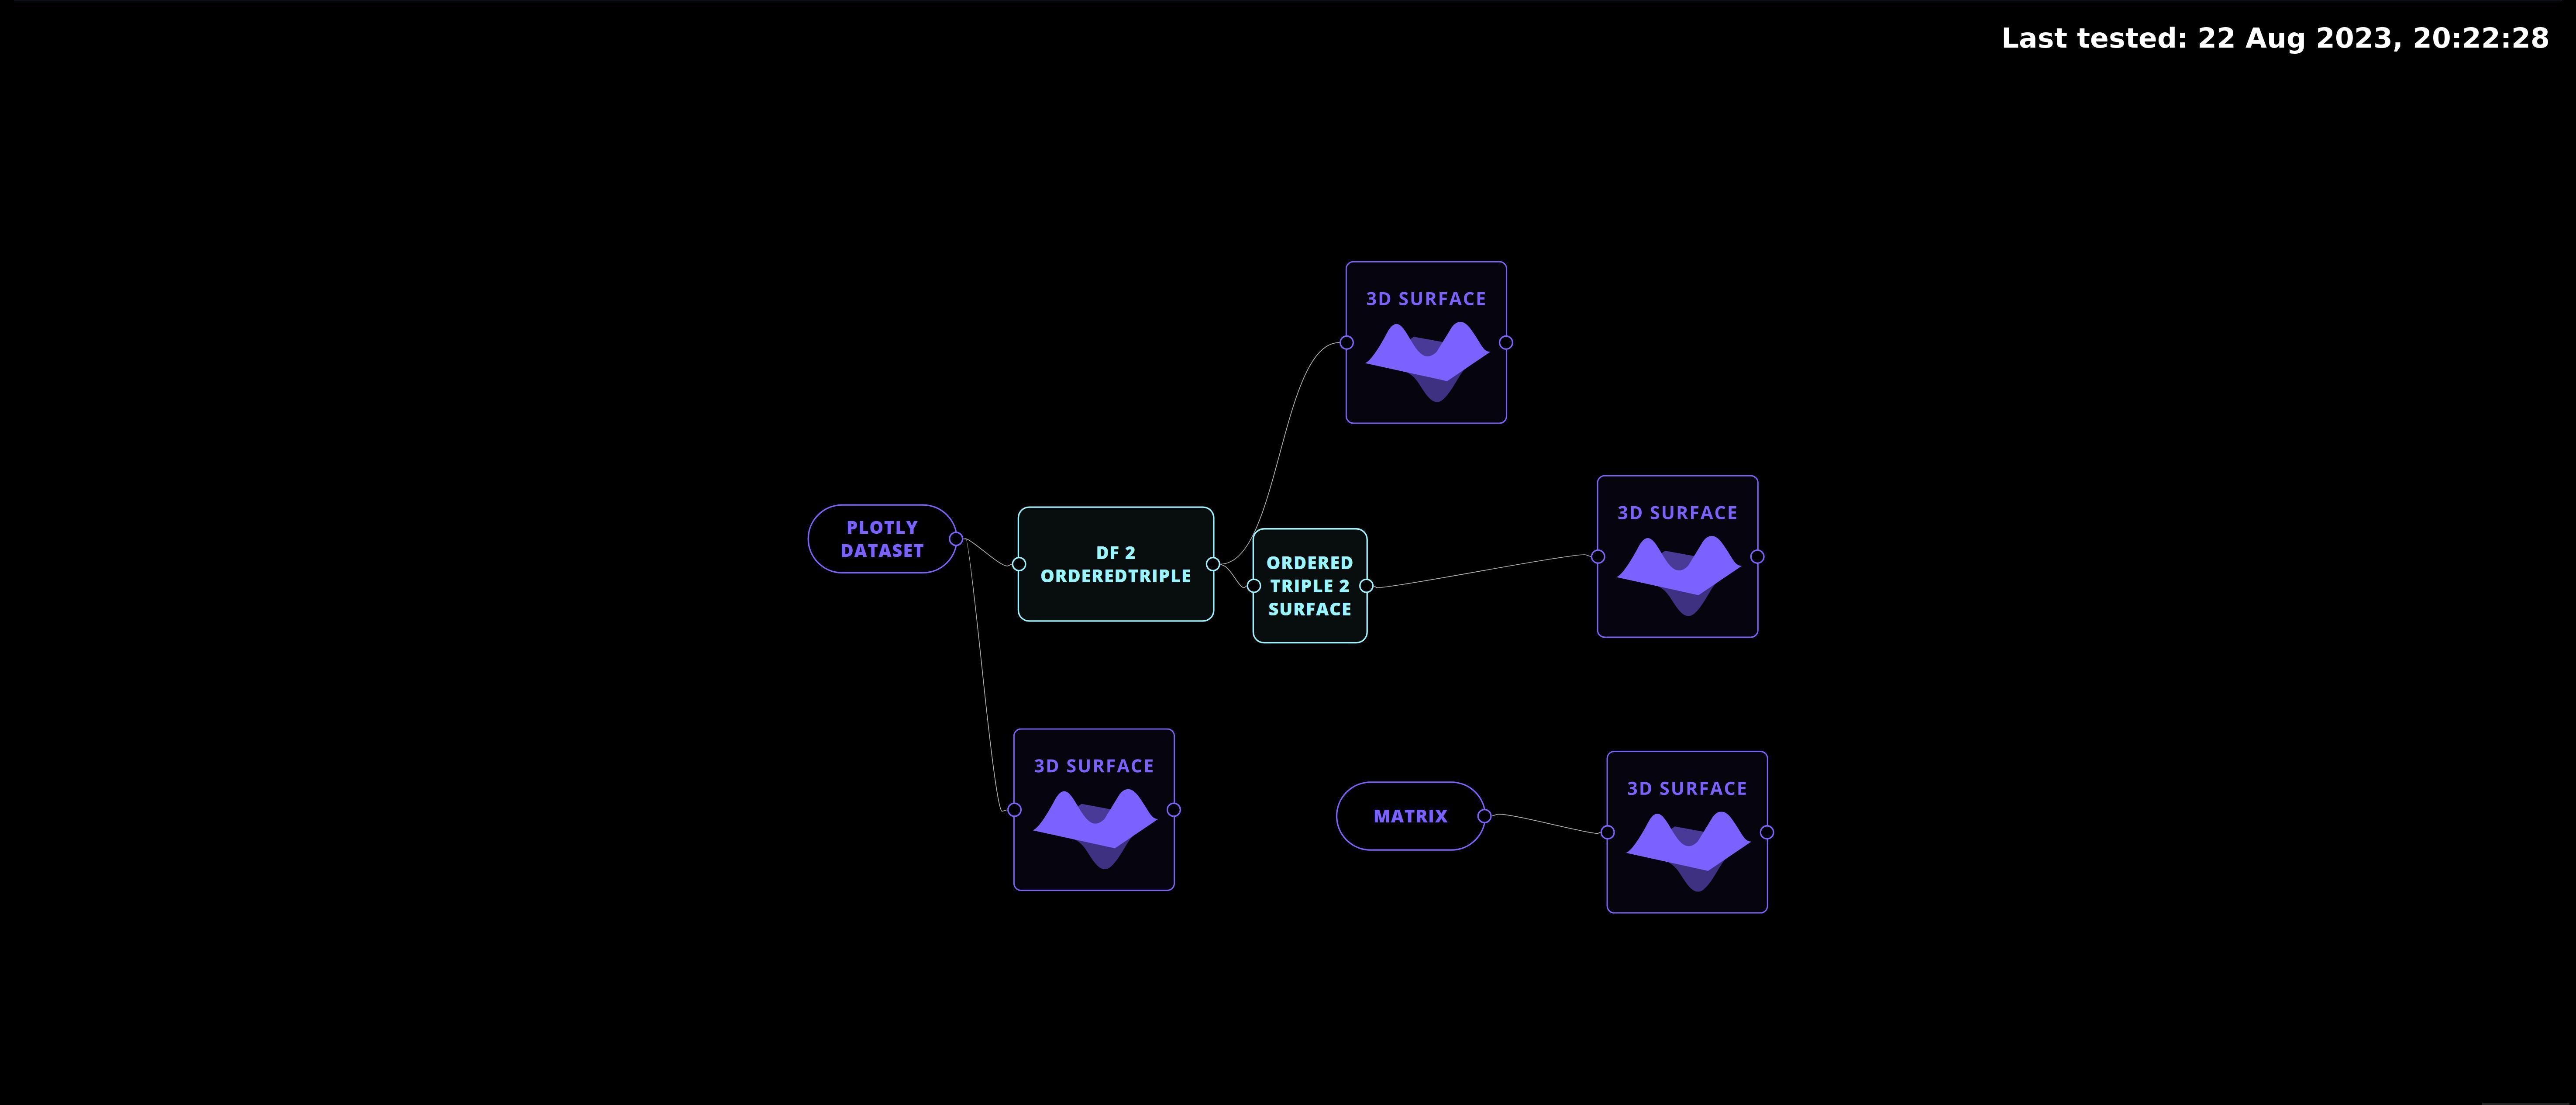 Last tested: 22 Aug 2023, 20:22:28
3D SURFACE
3D SURFACE
PLOTLY
DATASET
DF 2
ORDEREDTRIPLE
ORDERED
TRIPLE 2
SURFACE
3D SURFACE
MATRIX
3D SURFACE